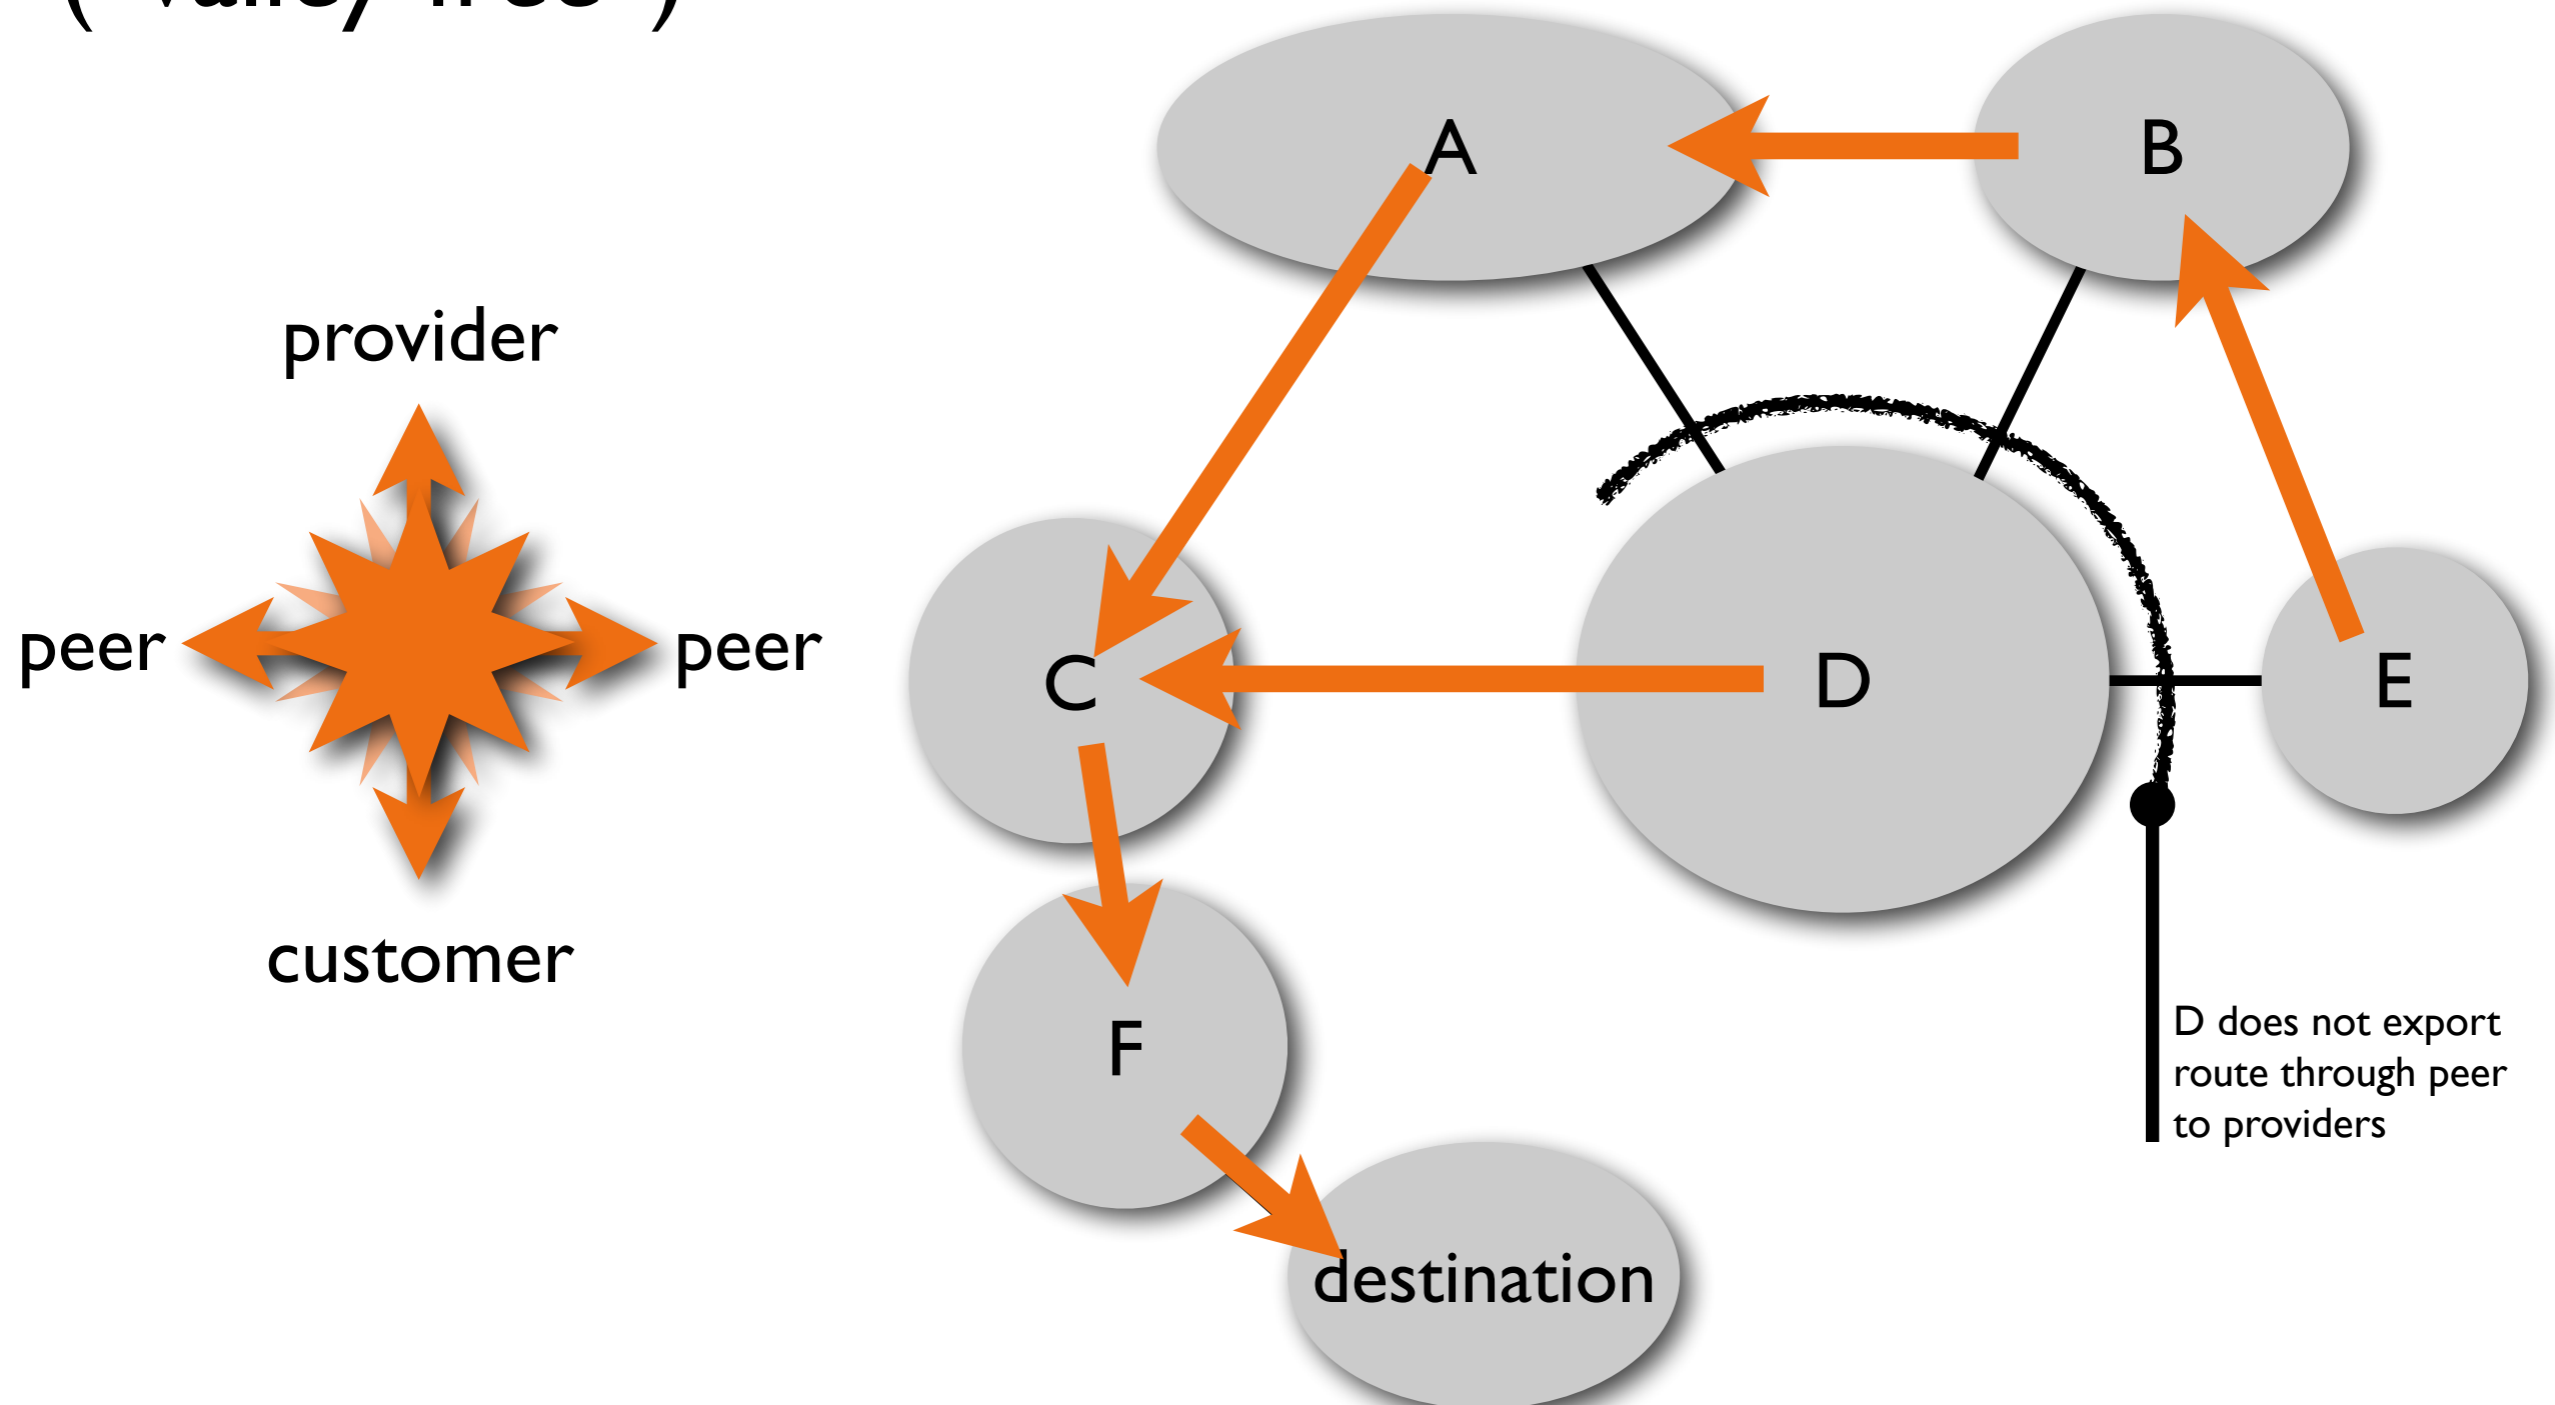 A
B
provider
peer
peer
C
D
E
customer
F
D does not export
route through peer
to providers
destination